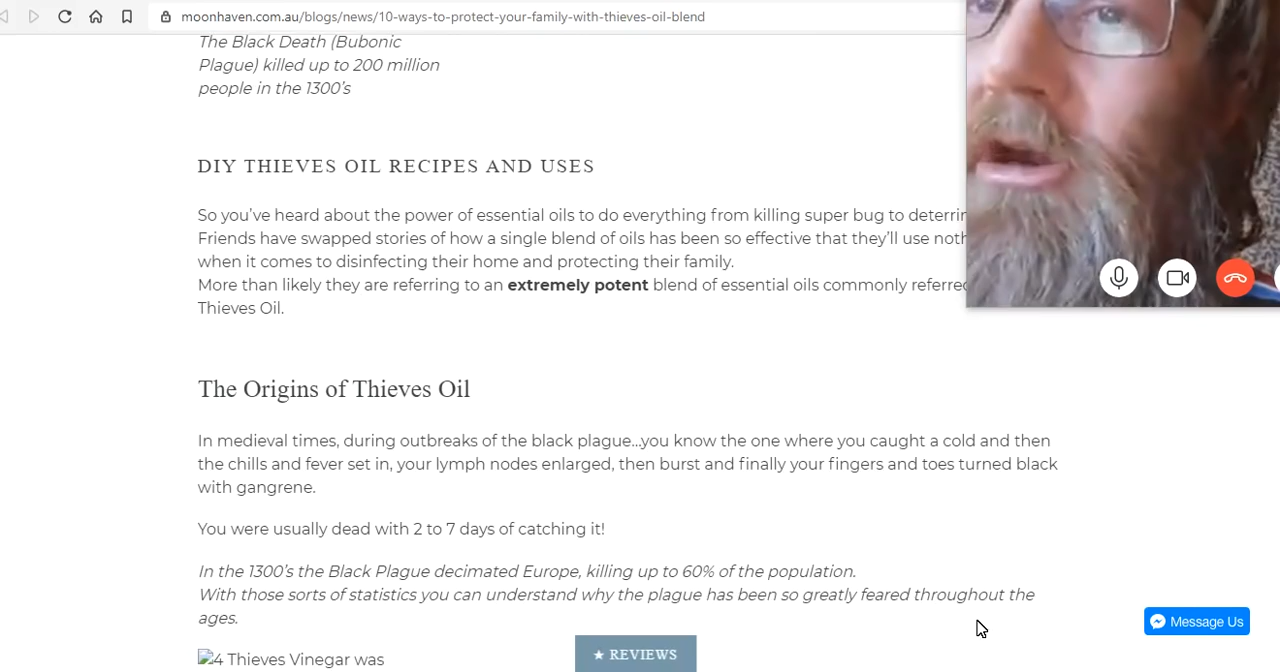 moonhaven.com.au/blogs/news/10-ways-to-protect-your-family-with-thieves-oil-blend
The Black Death (Bubonic
Plague) killed up to 200 million
people in the 1300's
DIY THIEVES OIL RECIPES AND USES
So you've heard about the power of essential oils to do everything from killing super bug to
Friends have swapped stories of how a single blend of oils has been so effective that they'll use
when it comes to disinfecting their home and protecting their family.
More than likely they are referring to an extremely potent blend of essential oils commonly
Thieves Oil.
The Origins of Thieves Oil
In medieval times, during outbreaks of the black plague...you know the one where you caught a cold and then
the chills and fever set in, your lymph nodes enlarged, then burst and finally your fingers and toes turned black
with gangrene.
You were usually dead with 2 to 7 days of catching it!
In the 1300's the Black Plague decimated Europe, killing up to 60% of the population.
With those sorts of statistics you can understand why the plague has been so greatly feared throughout the
ages.
Message Us
★ REVIEWS
4 Thieves Vinegar was